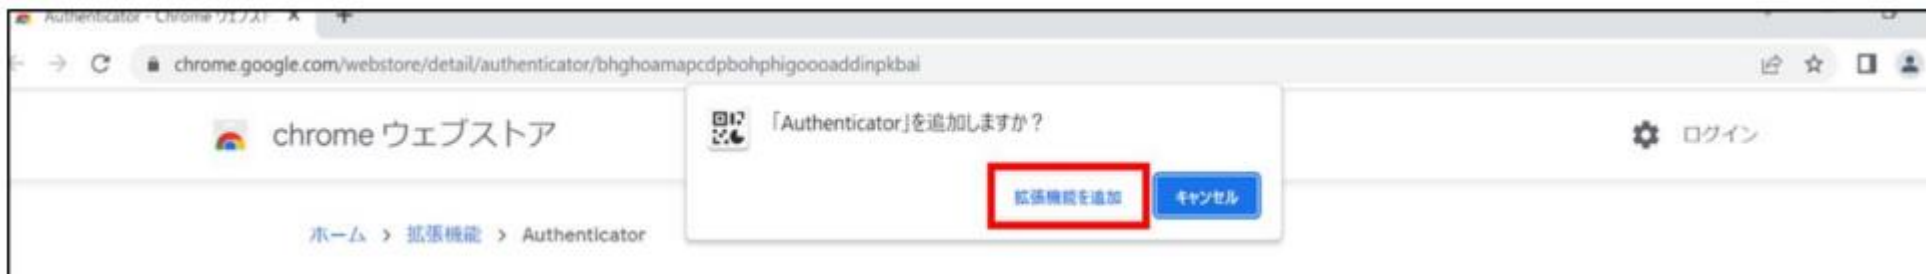 Authenticator - Chrome ウェブスト
chrome.google.com/webstore/detail/authenticator/bhghoamapcdpbohphigoooaddinpkbai
chrome ウェブストア
「Authenticator」を追加しますか？
ログイン
拡張機能を追加
キャンセル
ホーム > 拡張機能 > Authenticator